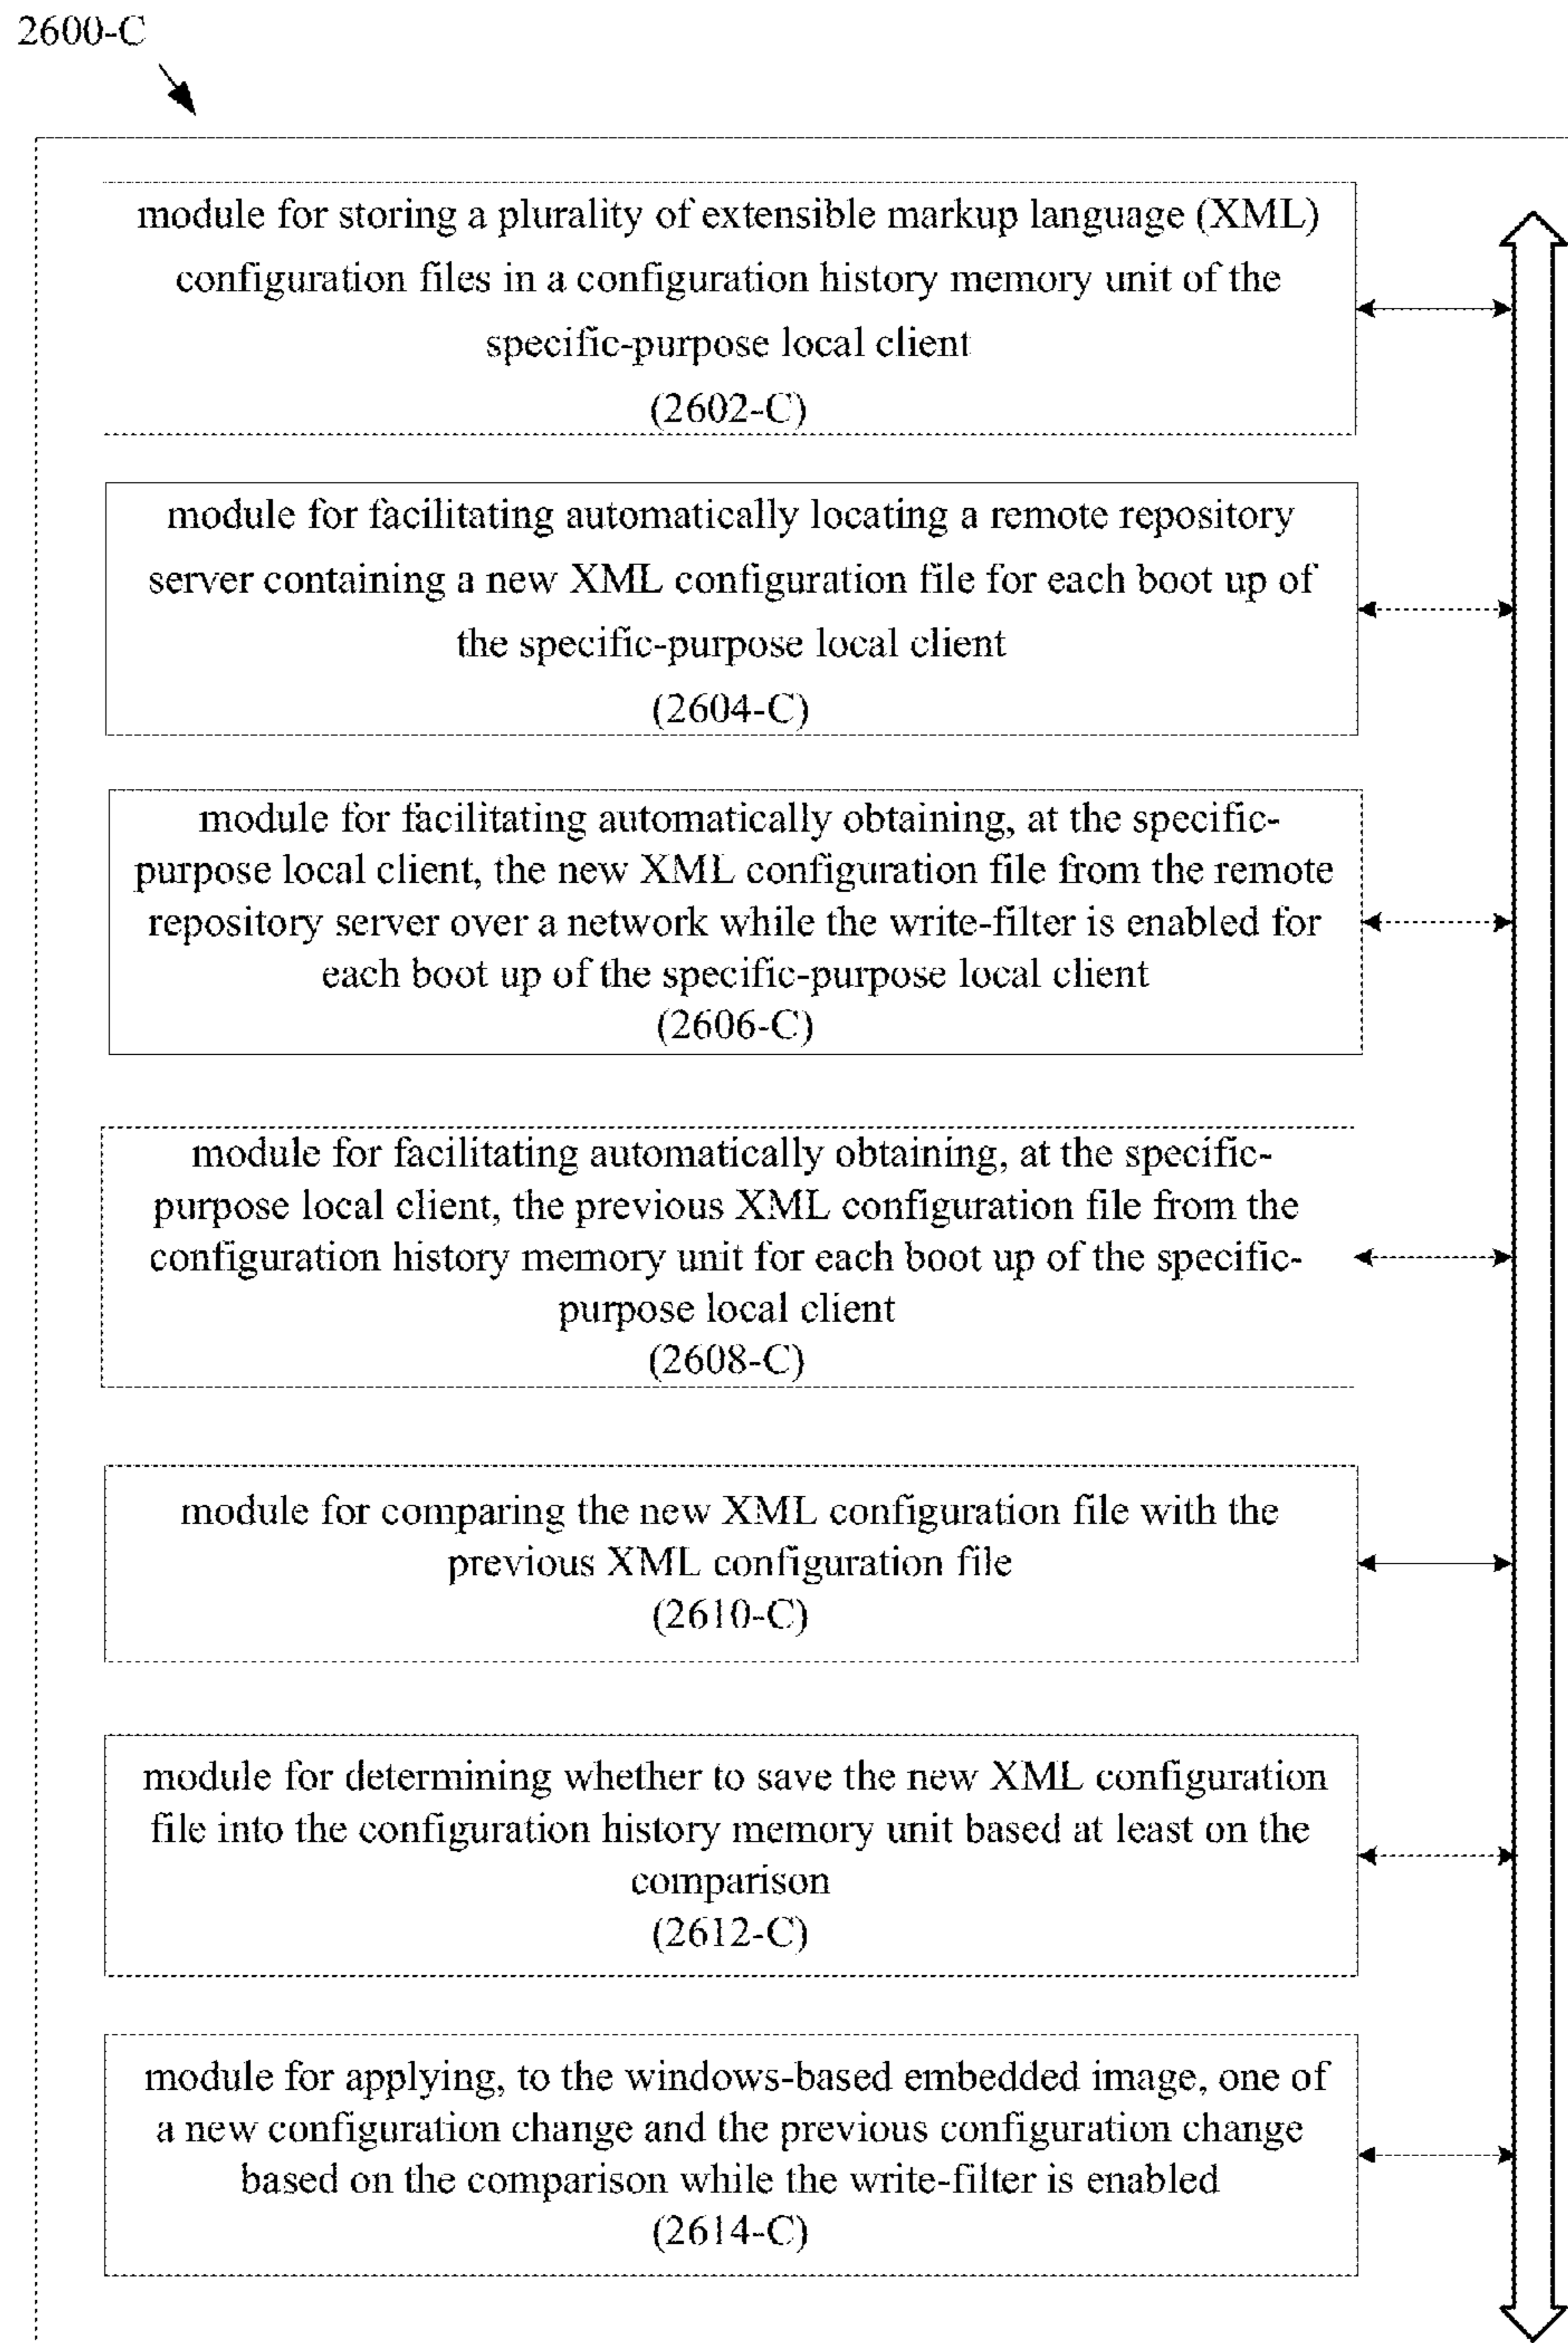 2600-C
module for storing a plurality of extensible markup language (XML)
configuration files in a configuration history memory unit of the
specific-purpose local client
(2602-C)
module for facilitating automatically locating a remote repository
server containing a new XML configuration file for each boot up of
the specific-purpose local client
(2604-C)
module for facilitating automatically obtaining, at the specific-
purpose local client, the new XML configuration file from the remote
repository server over a network while the write-filter is enabled for
each boot up of the specific-purpose local client
(2606-C)
module for facilitating automatically obtaining, at the specific-
purpose local client, the previous XML configuration file from the
configuration history memory unit for each boot up of the specific-
purpose local client
(2608-C)
module for comparing the new XML configuration file with the
previous XML configuration file
(2610-C)
module for determining whether to save the new XML configuration
file into the configuration history memory unit based at least on the
comparison
(2612-C)
module for applying, to the windows-based embedded image, one of
a new configuration change and the previous configuration change
based on the comparison while the write-filter is enabled
(2614-C)